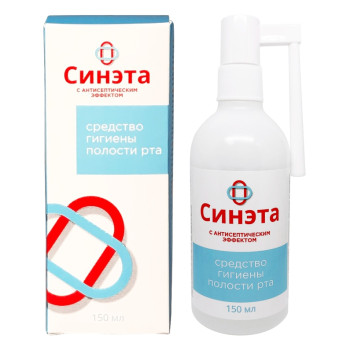 Синэта
С АНТИСЕПТИЧЕСКИМ
ЭФФЕКТОМ
средство
гигиены
полости рта
150 мл
Синэта
С АНТИСЕПТИЧЕСКИМ
ЭФФЕКТОМ
средство
гигиены
полости рта
150 мл